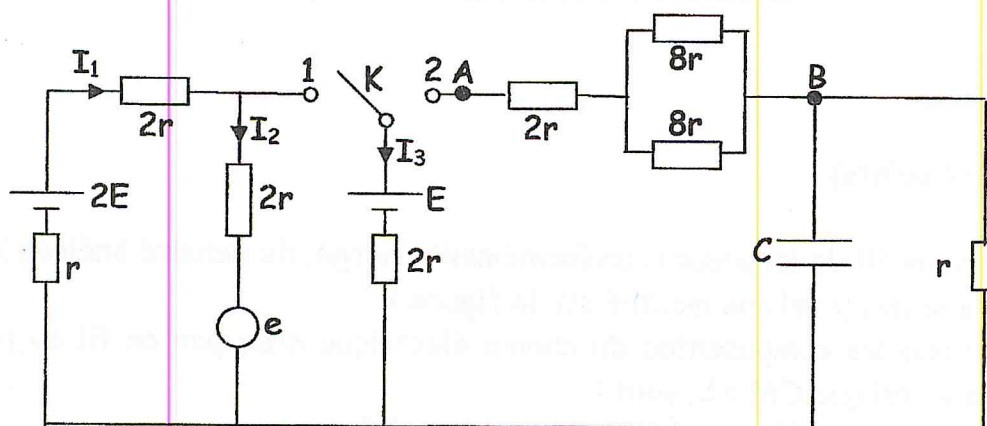 8r
I₁ 1 K 2 A B
2r I₂ I₃ 2r 8r
2E 2r E C r
r 2r
e